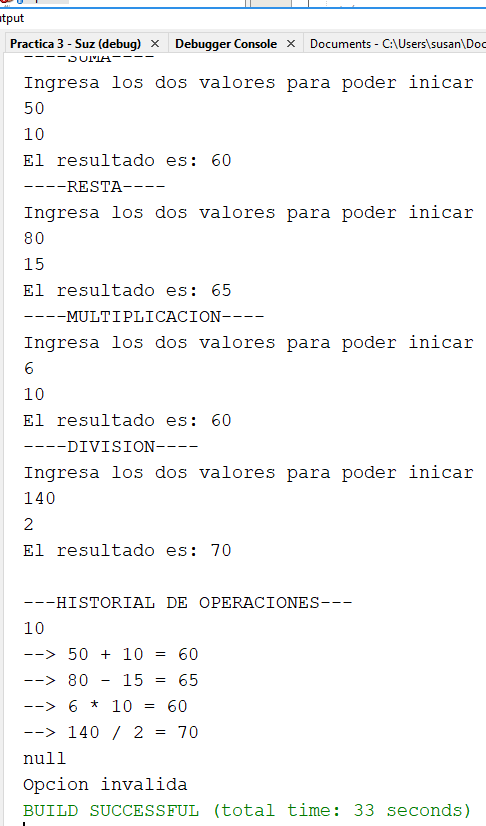 utput
Practica 3 - Suz (debug) × Debugger Console × Documents - C:\Users\susan\Doc
----SUMA----
Ingresa los dos valores para poder inicar
50
10
El resultado es: 60
----RESTA----
Ingresa los dos valores para poder inicar
80
15
El resultado es: 65
----MULTIPLICACION----
Ingresa los dos valores para poder inicar
6
10
El resultado es: 60
----DIVISION----
Ingresa los dos valores para poder inicar
140
2
El resultado es: 70
---HISTORIAL DE OPERACIONES---
10
--> 50 + 10 = 60
--> 80 - 15 = 65
--> 6 * 10 = 60
--> 140 / 2 = 70
null
Opcion invalida
BUILD SUCCESSFUL (total time: 33 seconds)